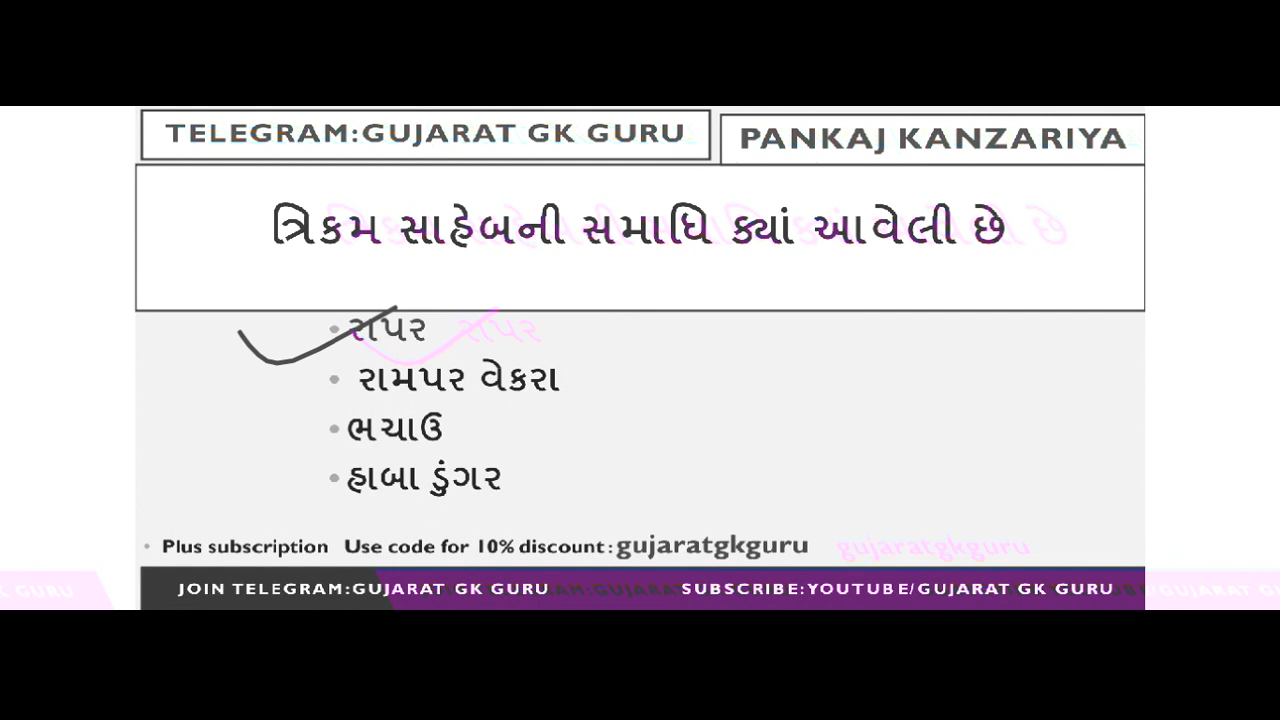 TELEGRAM:GUJARAT GK GURU
PANKAJ KANZARIYA
ત્રિકમ સાહેબની સમાધિ ક્યાં આવેલી છે
• રાપર
• રામપર વેકરા
• ભચાઉ
• હાબા ડુંગર
• Plus subscription Use code for 10% discount: gujaratgkguru
JOIN TELEGRAM:GUJARAT GK GURU
SUBSCRIBE:YOUTUBE/GUJARAT GK GURU